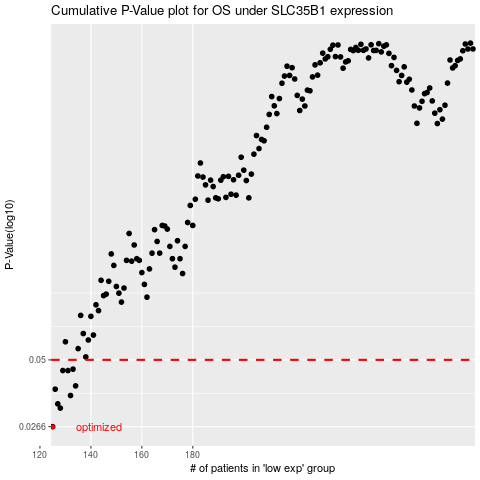 Cumulative P-Value plot for OS under SLC35B1 expression
P-Value(log10)
0.05
0.0266
optimized
120 140 160 180
# of patients in 'low exp' group